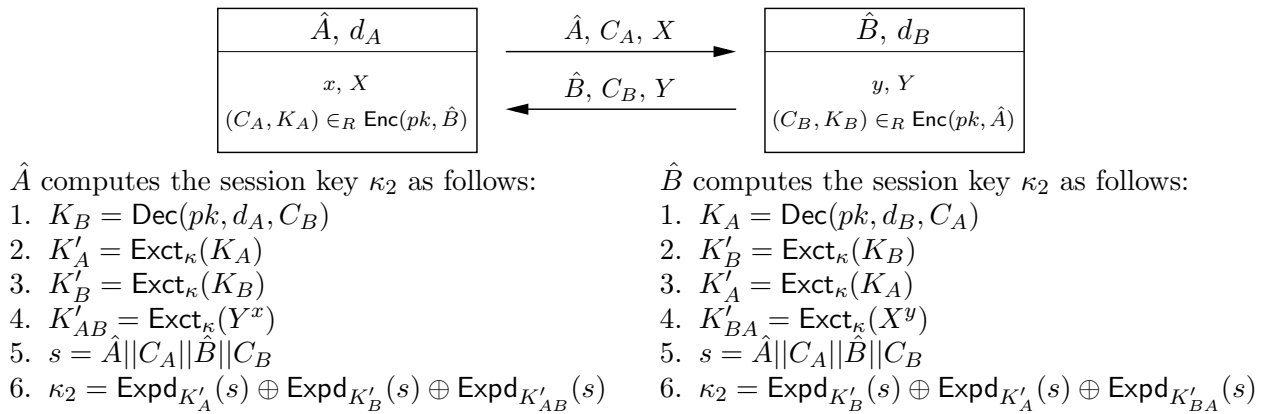 Â, d_A
Â, C_A, X
B̂, d_B
x, X
B̂, C_B, Y
y, Y
(C_A, K_A) ∈_R Enc(pk, B̂)
(C_B, K_B) ∈_R Enc(pk, Â)
Â computes the session key κ₂ as follows:
1. K_B = Dec(pk, d_A, C_B)
2. K'_A = Exct_κ(K_A)
3. K'_B = Exct_κ(K_B)
4. K'_AB = Exct_κ(Y^x)
5. s = Â||C_A||B̂||C_B
6. κ₂ = Expd_{K'_A}(s) ⊕ Expd_{K'_B}(s) ⊕ Expd_{K'_AB}(s)
B̂ computes the session key κ₂ as follows:
1. K_A = Dec(pk, d_B, C_A)
2. K'_B = Exct_κ(K_B)
3. K'_A = Exct_κ(K_A)
4. K'_BA = Exct_κ(X^y)
5. s = Â||C_A||B̂||C_B
6. κ₂ = Expd_{K'_B}(s) ⊕ Expd_{K'_A}(s) ⊕ Expd_{K'_BA}(s)